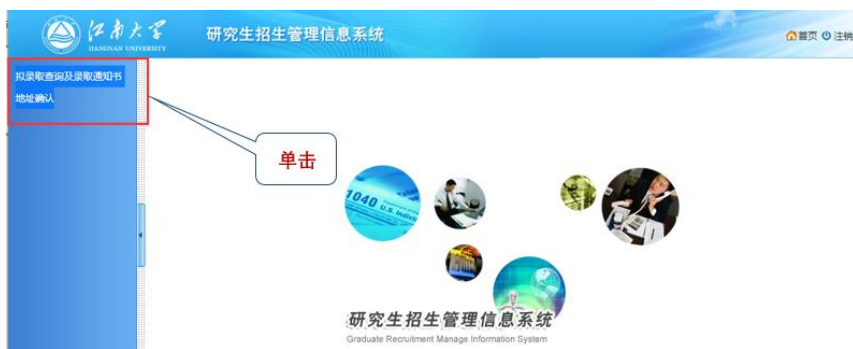 江南大学
JIANGNAN UNIVERSITY
研究生招生管理信息系统
首页 注销
拟录取查询及录取通知书
地址确认
单击
1040 U.S. Individ
研究生招生管理信息系统
Graduate Recruitment Manage Information System